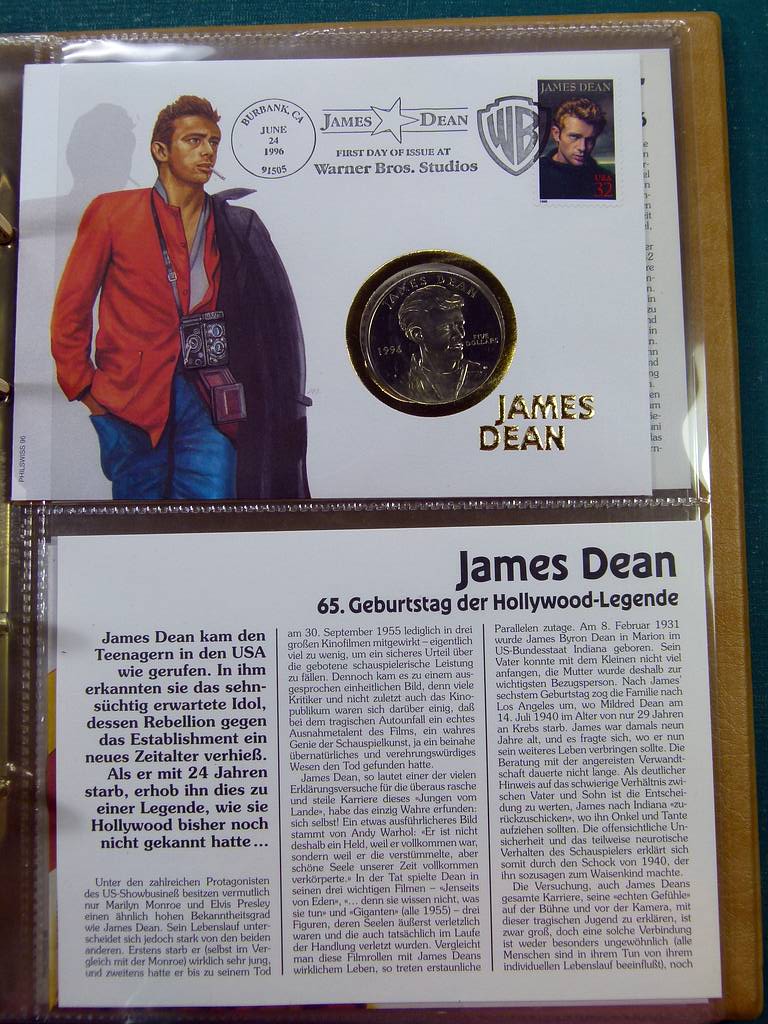 BURBANK, CA
JUNE
24
1996
91505
JAMES DEAN
FIRST DAY OF ISSUE AT
Warner Bros. Studios
WB
JAMES DEAN
USA
32
JAMES DEAN
1996
FIVE
DOLLARS
JAMES
DEAN
PHILSWISS 96
James Dean
65. Geburtstag der Hollywood-Legende
James Dean kam den
Teenagern in den USA
wie gerufen. In ihm
erkannten sie das sehn-
süchtig erwartete Idol,
dessen Rebellion gegen
das Establishment ein
neues Zeitalter verhieß.
Als er mit 24 Jahren
starb, erhob ihn dies zu
einer Legende, wie sie
Hollywood bisher noch
nicht gekannt hatte ...
Unter den zahlreichen Protagonisten
des US-Showbusineß besitzen vermutlich
nur Marilyn Monroe und Elvis Presley
einen ähnlich hohen Bekanntheitsgrad
wie James Dean. Sein Lebenslauf unter-
scheidet sich jedoch stark von den beiden
anderen. Erstens starb er (selbst im Ver-
gleich mit der Monroe) wirklich sehr jung,
und zweitens hatte er bis zu seinem Tod
am 30. September 1955 lediglich in drei
großen Kinofilmen mitgewirkt – eigentlich
viel zu wenig, um ein sicheres Urteil über
die gebotene schauspielerische Leistung
zu fällen. Dennoch kam es zu einem aus-
gesprochen einheitlichen Bild, denn viele
Kritiker und nicht zuletzt auch das Kino-
publikum waren sich darüber einig, daß
bei dem tragischen Autounfall ein echtes
Ausnahmetalent des Films, ein wahres
Genie der Schauspielkunst, ja ein beinahe
übernatürliches und verehrungswürdiges
Wesen den Tod gefunden hatte.
James Dean, so lautet einer der vielen
Erklärungsversuche für die überaus rasche
und steile Karriere dieses «Jungen vom
Lande», habe das einzig Wahre erfunden:
sich selbst! Ein etwas ausführlicheres Bild
stammt von Andy Warhol: «Er ist nicht
deshalb ein Held, weil er vollkommen war,
sondern weil er die verstümmelte, aber
schöne Seele unserer Zeit vollkommen
verkörperte.» In der Tat spielte Dean in
seinen drei wichtigen Filmen – «Jenseits
von Eden», «... denn sie wissen nicht, was
sie tun» und «Giganten» (alle 1955) – drei
Figuren, deren Seelen äußerst verletzlich
waren und die auch tatsächlich im Laufe
der Handlung verletzt wurden. Vergleicht
man diese Filmrollen mit James Deans
wirklichem Leben, so treten erstaunliche
Parallelen zutage. Am 8. Februar 1931
wurde James Byron Dean in Marion im
US-Bundesstaat Indiana geboren. Sein
Vater konnte mit dem Kleinen nicht viel
anfangen, die Mutter wurde deshalb zur
wichtigsten Bezugsperson. Nach James'
sechstem Geburtstag zog die Familie nach
Los Angeles um, wo Mildred Dean am
14. Juli 1940 im Alter von nur 29 Jahren
an Krebs starb. James war damals neun
Jahre alt, und es fragte sich, wo er nun
sein weiteres Leben verbringen sollte. Die
Beratung mit der angereisten Verwandt-
schaft dauerte nicht lange. Als deutlicher
Hinweis auf das schwierige Verhältnis zwi-
schen Vater und Sohn ist die Entschei-
dung zu werten, James nach Indiana «zu-
rückzuschicken», wo ihn Onkel und Tante
aufziehen sollten. Die offensichtliche Un-
sicherheit und das teilweise neurotische
Verhalten des Schauspielers erklärt sich
somit durch den Schock von 1940, der
ihn sozusagen zum Waisenkind machte.
Die Versuchung, auch James Deans
gesamte Karriere, seine «echten Gefühle»
auf der Bühne und vor der Kamera, mit
dieser tragischen Jugend zu erklären, ist
zwar groß, doch eine solche Verbindung
ist weder besonders ungewöhnlich (alle
Menschen sind in ihrem Tun von ihrem
individuellen Lebenslauf beeinflußt), noch